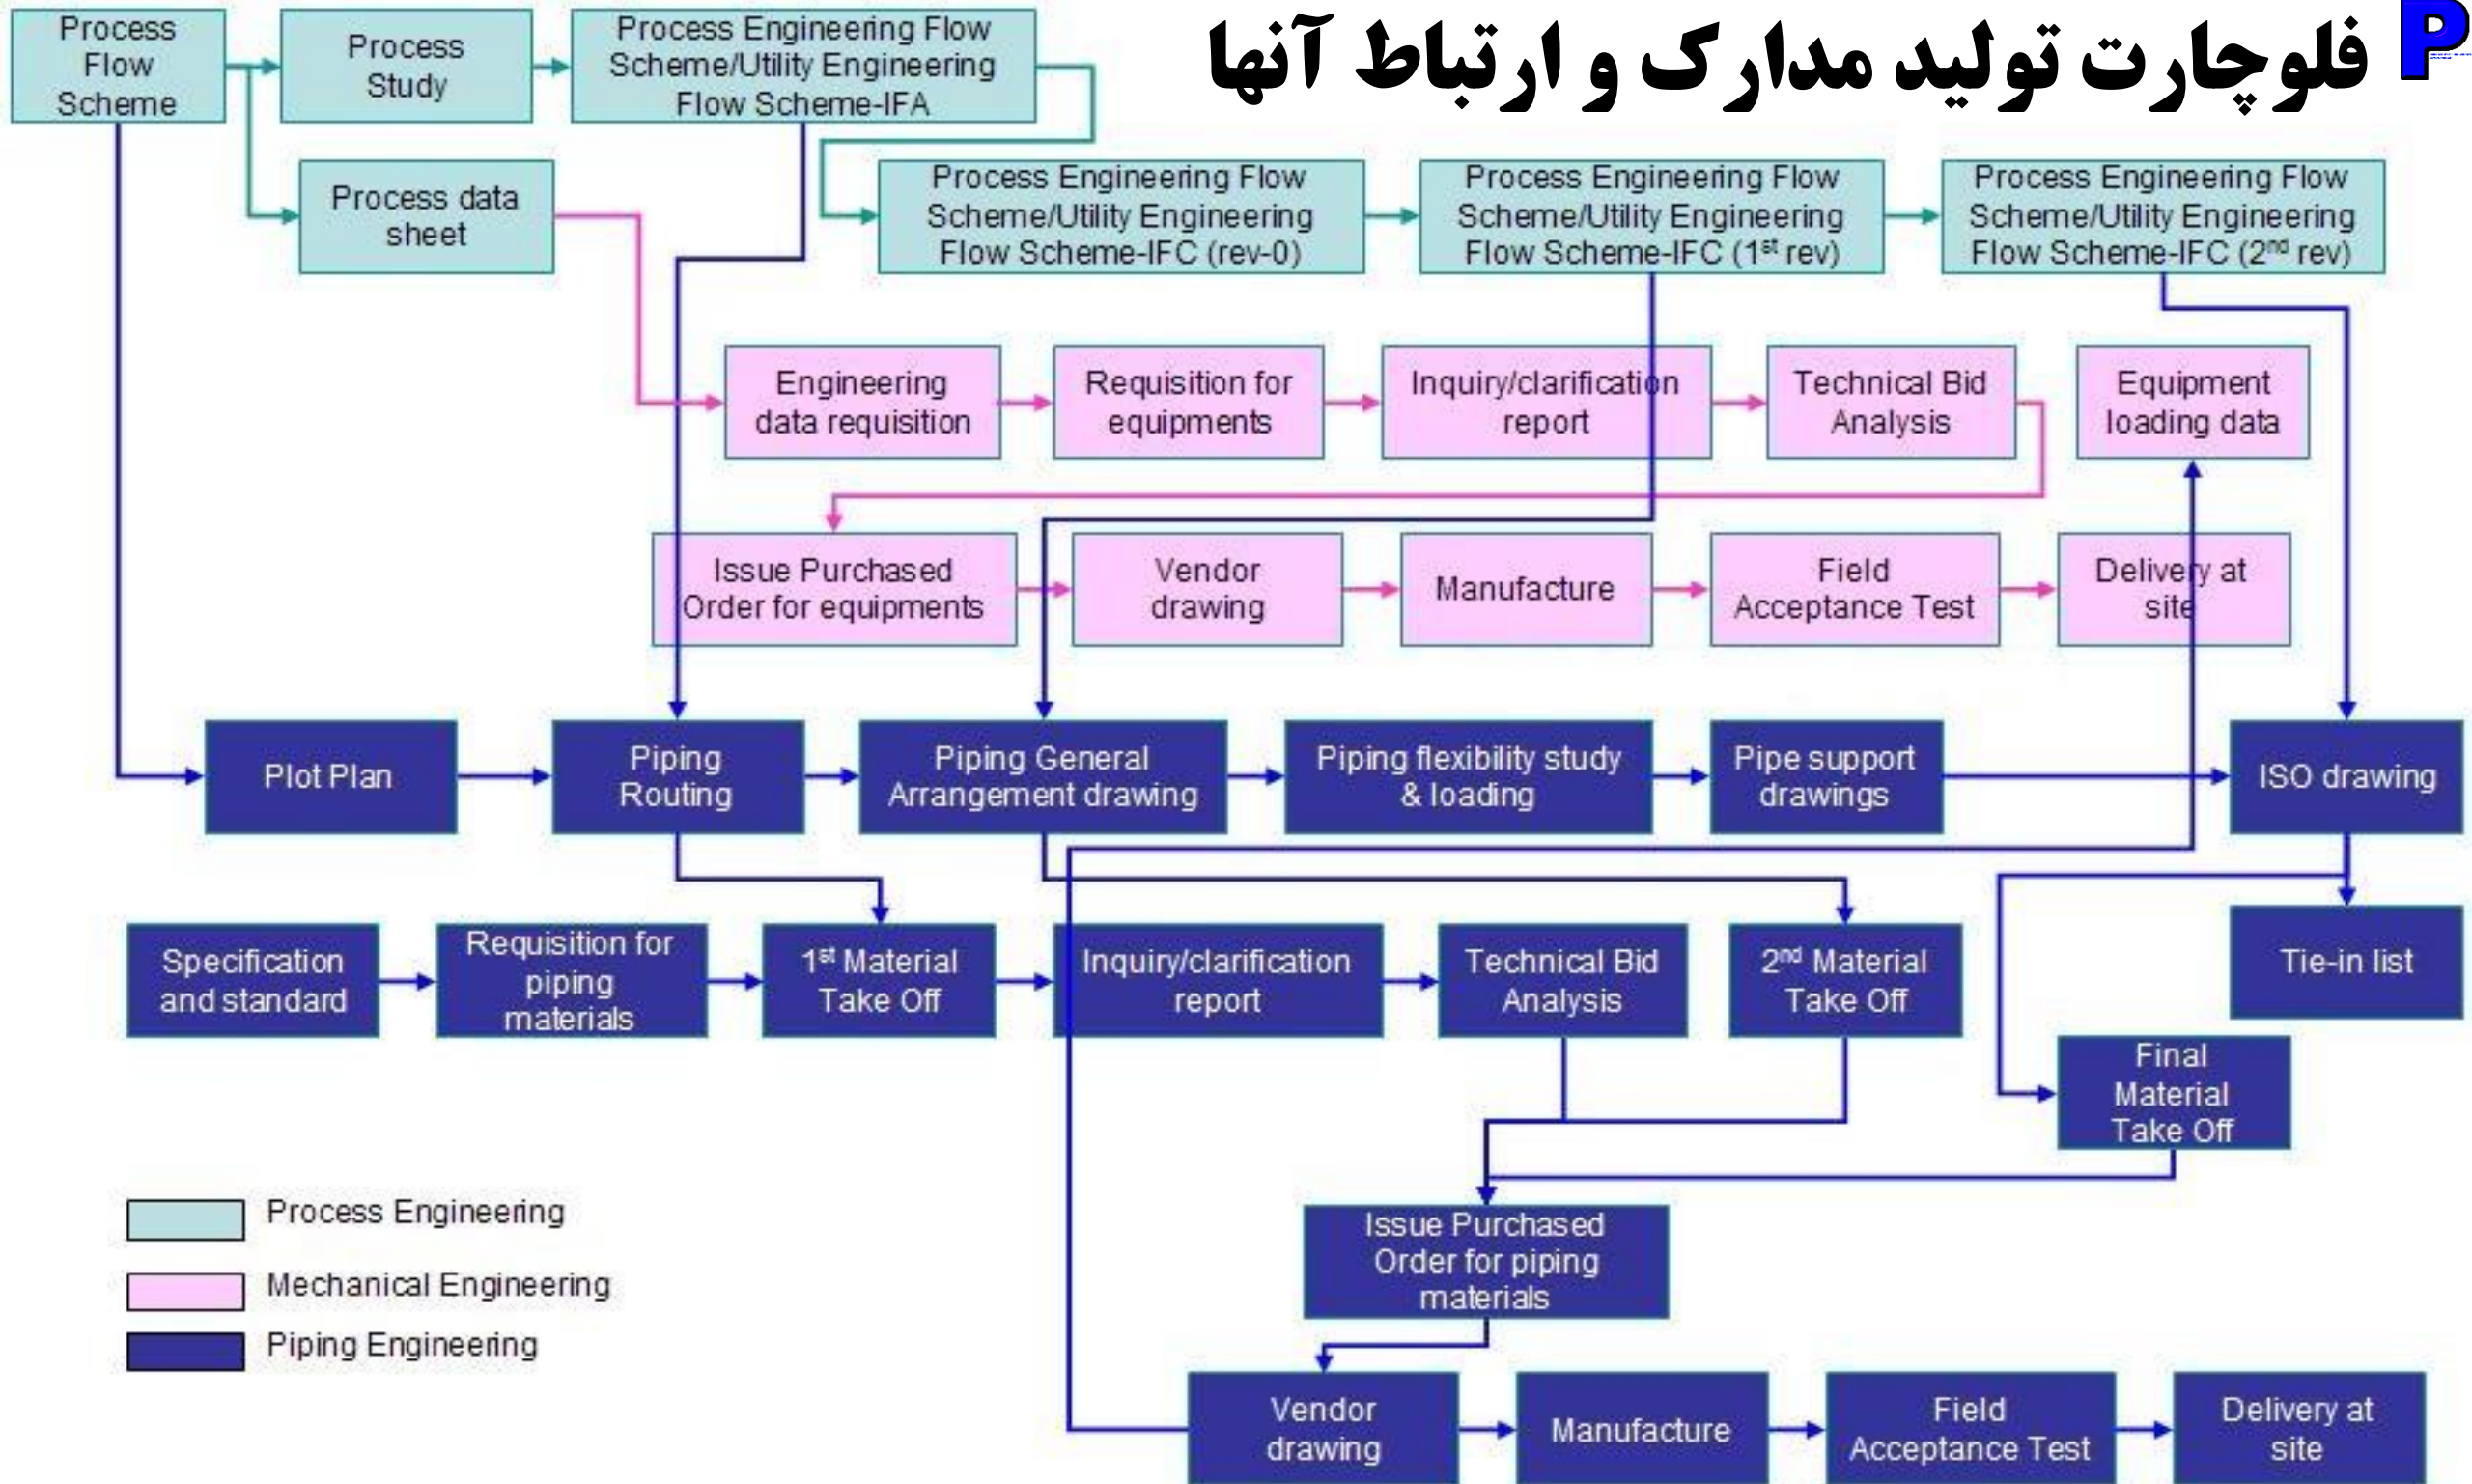 فلوچارت تولید مدارک و ارتباط آنها
P
Process
Flow
Scheme
Process
Study
Process Engineering Flow
Scheme/Utility Engineering
Flow Scheme-IFA
Process data
sheet
Process Engineering Flow
Scheme/Utility Engineering
Flow Scheme-IFC (rev-0)
Process Engineering Flow
Scheme/Utility Engineering
Flow Scheme-IFC (1st rev)
Process Engineering Flow
Scheme/Utility Engineering
Flow Scheme-IFC (2nd rev)
Engineering
data requisition
Requisition for
equipments
Inquiry/clarification
report
Technical Bid
Analysis
Equipment
loading data
Issue Purchased
Order for equipments
Vendor
drawing
Manufacture
Field
Acceptance Test
Delivery at
site
Plot Plan
Piping
Routing
Piping General
Arrangement drawing
Piping flexibility study
& loading
Pipe support
drawings
ISO drawing
Specification
and standard
Requisition for
piping
materials
1st Material
Take Off
Inquiry/clarification
report
Technical Bid
Analysis
2nd Material
Take Off
Tie-in list
Final
Material
Take Off
Issue Purchased
Order for piping
materials
Process Engineering
Mechanical Engineering
Piping Engineering
Vendor
drawing
Manufacture
Field
Acceptance Test
Delivery at
site